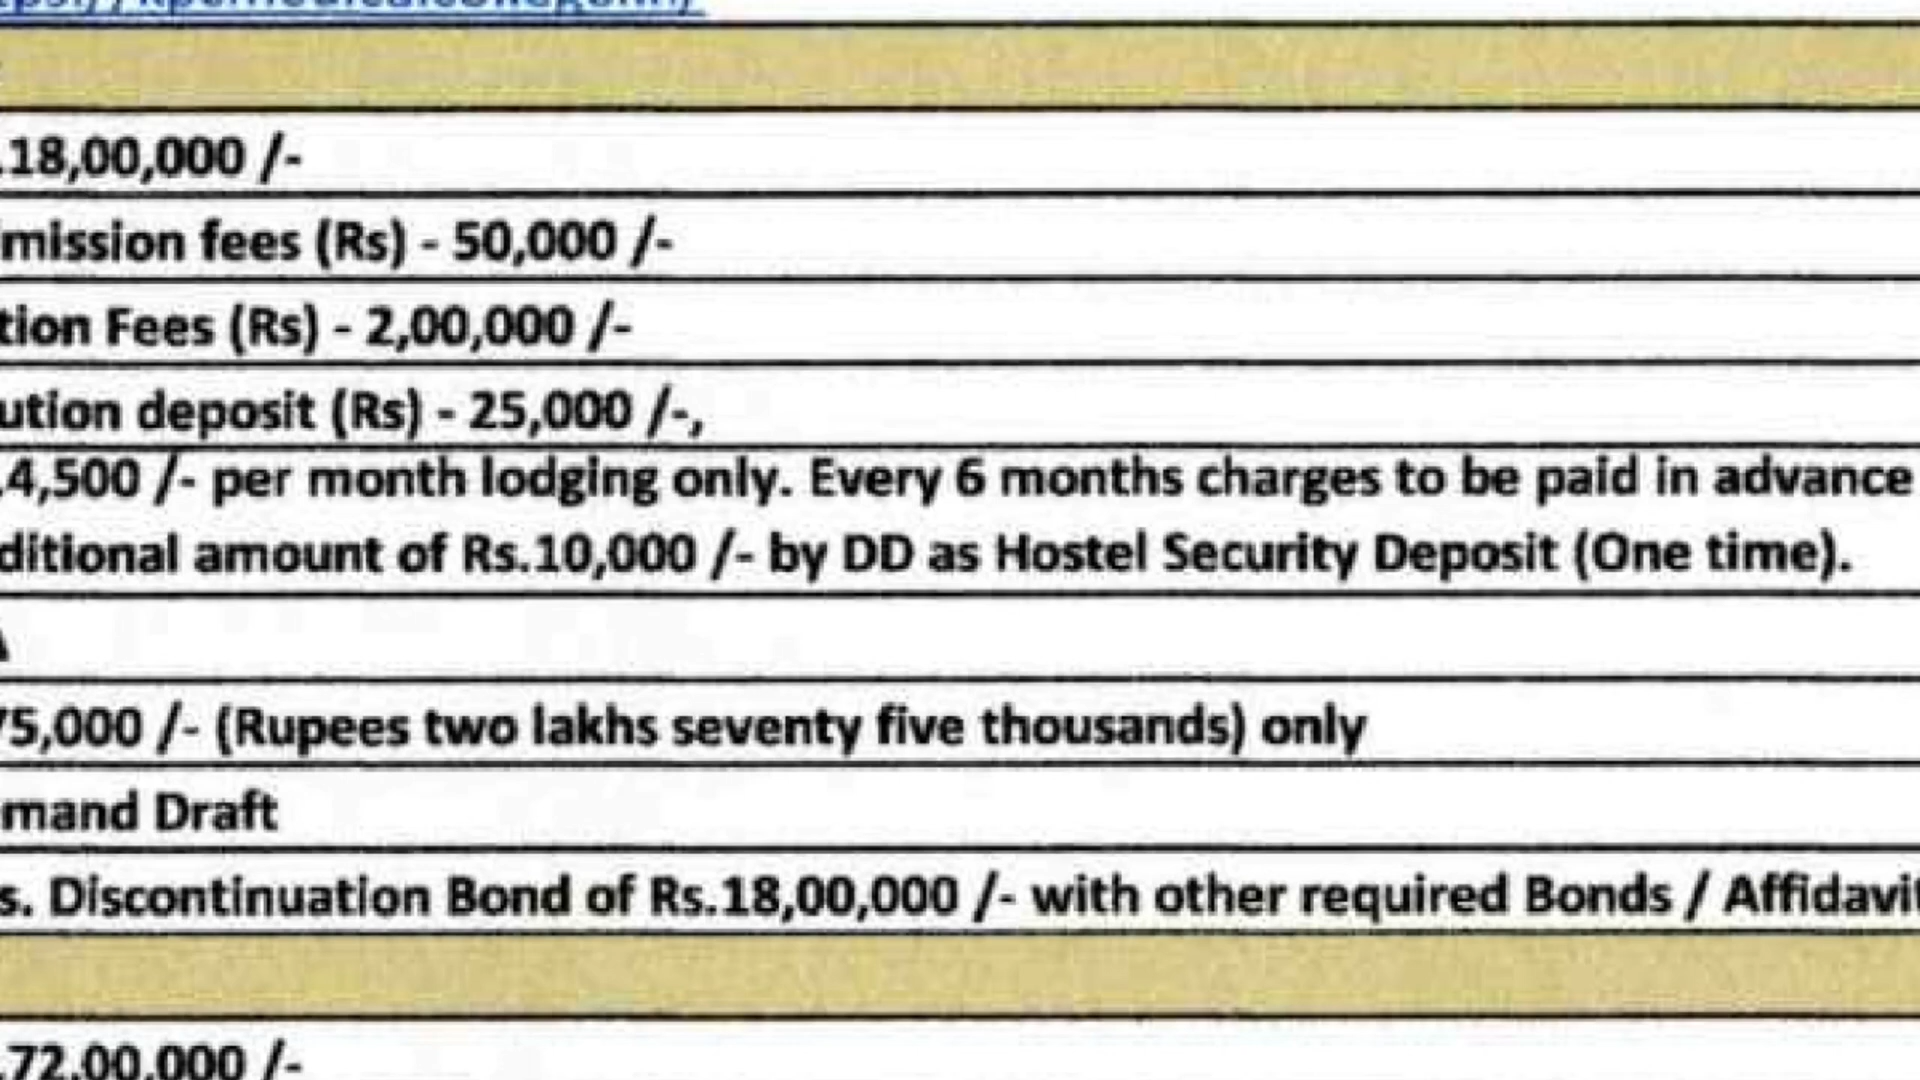 .18,00,000 /-
mission fees (Rs) - 50,000 /-
tion Fees (Rs) - 2,00,000 /-
ution deposit (Rs) - 25,000 /-,
.4,500 /- per month lodging only. Every 6 months charges to be paid in advance
ditional amount of Rs.10,000 /- by DD as Hostel Security Deposit (One time).
75,000 /- (Rupees two lakhs seventy five thousands) only
mand Draft
s. Discontinuation Bond of Rs.18,00,000 /- with other required Bonds / Affidavit
.72,00,000 /-